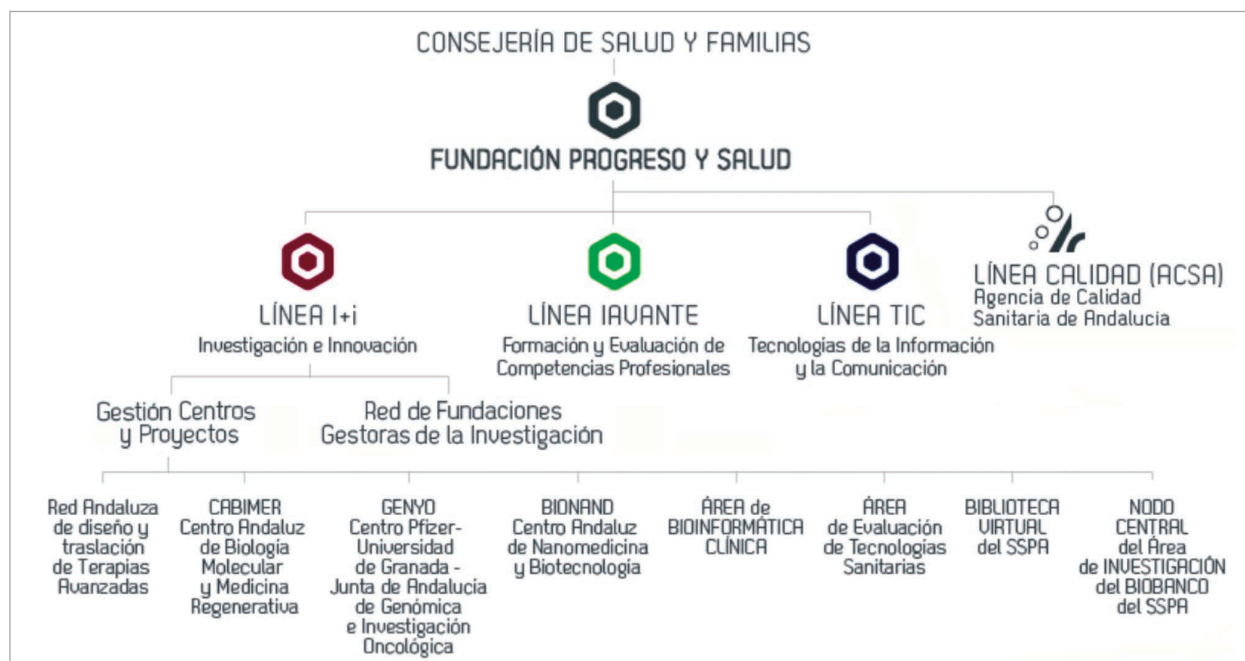 CONSEJERÍA DE SALUD Y FAMILIAS
FUNDACIÓN PROGRESO Y SALUD
LÍNEA I+i
Investigación e Innovación
LÍNEA IAVANTE
Formación y Evaluación de
Competencias Profesionales
LÍNEA TIC
Tecnologías de la Información
y la Comunicación
LÍNEA CALIDAD (ACSA)
Agencia de Calidad
Sanitaria de Andalucia
Gestión Centros
y Proyectos
Red de Fundaciones
Gestoras de la Investigación
Red Andaluza
de diseño y
traslación
de Terapias
Avanzadas
CABIMER
Centro Andaluz
de Biología
Molecular
y Medicina
Regenerativa
GENYO
Centro Pfizer-
Universidad
de Granada -
Junta de Andalucia
de Genómica
e Investigación
Oncológica
BIONAND
Centro Andaluz
de Nanomedicina
y Biotecnología
ÁREA de
BIOINFORMÁTICA
CLÍNICA
ÁREA
de Evaluación
de Tecnologías
Sanitarias
BIBLIOTECA
VIRTUAL
del SSPA
NODO
CENTRAL
del Área
de INVESTIGACIÓN
del BIOBANCO
del SSPA